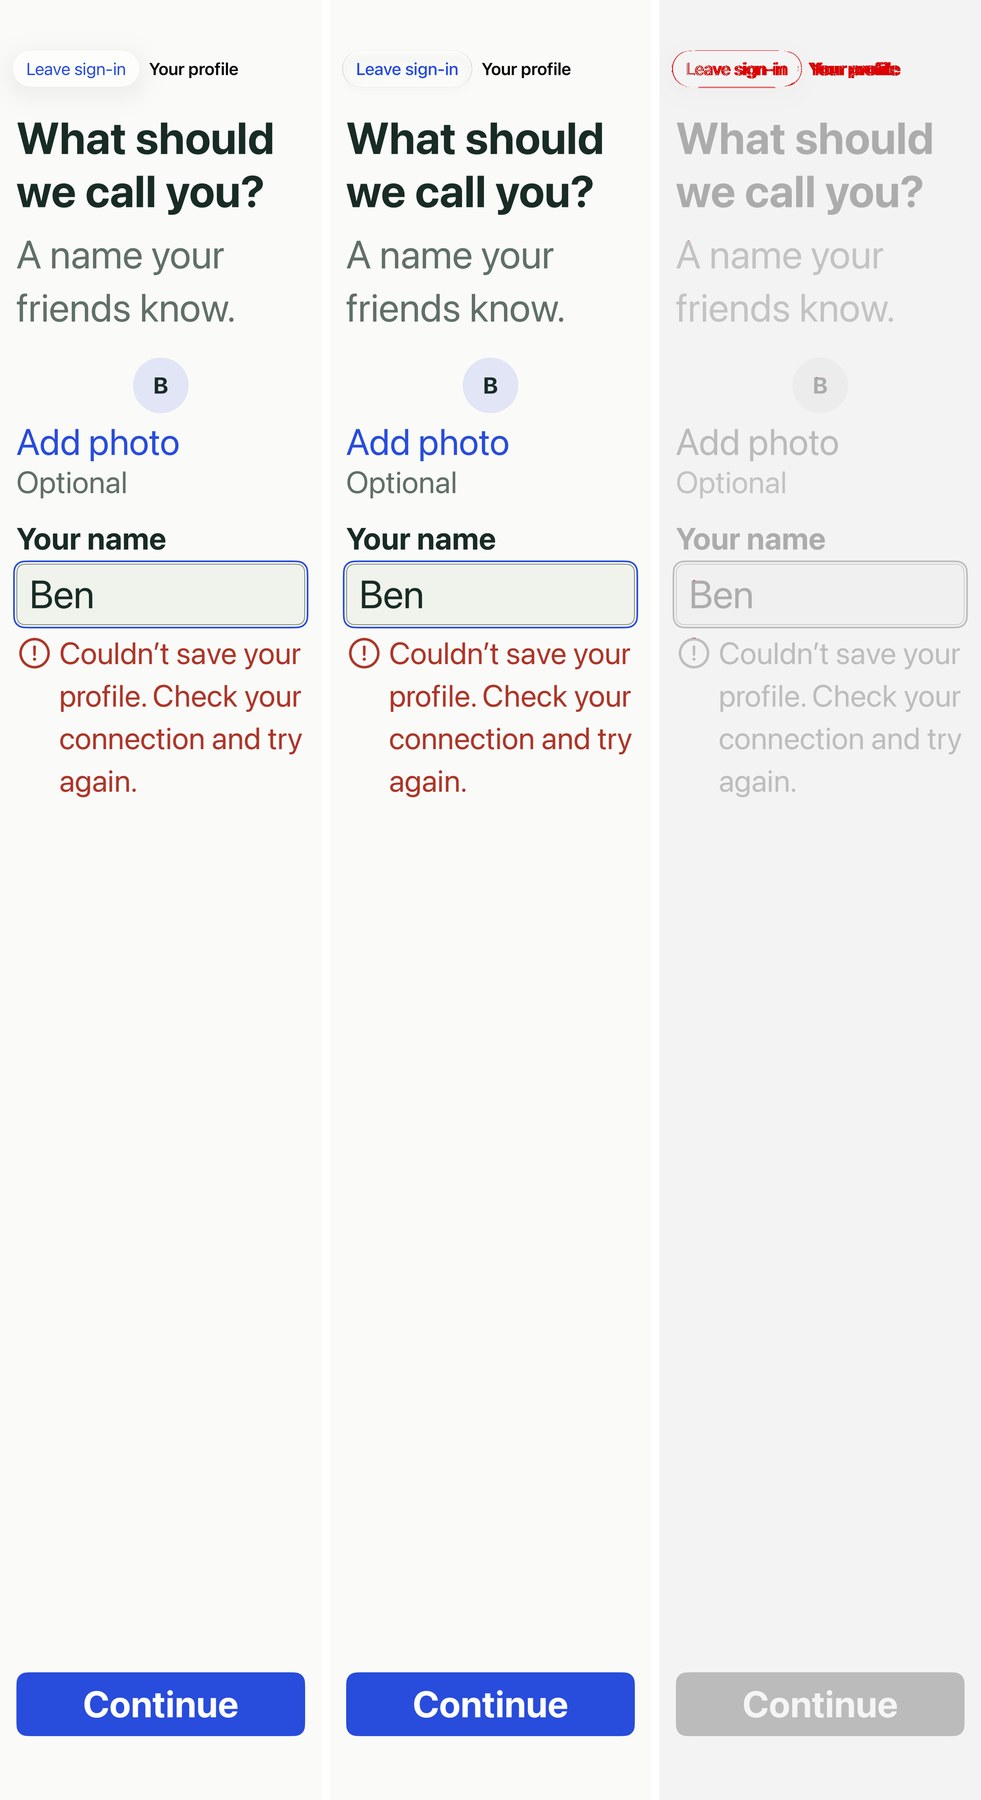 Leave sign-in Your profile
What should
we call you?
A name your
friends know.
B
Add photo
Optional
Your name
Ben
Couldn’t save your
profile. Check your
connection and try
again.
Continue
Leave sign-in Your profile
What should
we call you?
A name your
friends know.
B
Add photo
Optional
Your name
Ben
Couldn’t save your
profile. Check your
connection and try
again.
Continue
Leave sign-in Your profile
What should
we call you?
A name your
friends know.
B
Add photo
Optional
Your name
Ben
Couldn’t save your
profile. Check your
connection and try
again.
Continue